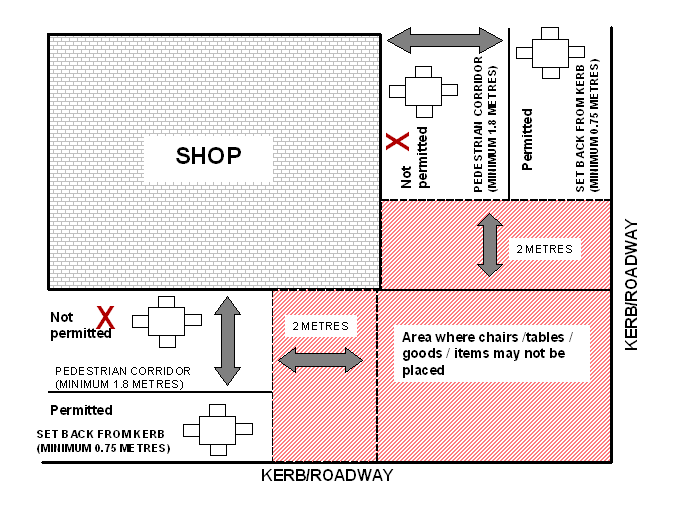 SHOP
Not
permitted
X
PEDESTRIAN CORRIDOR
(MINIMUM 1.8 METRES)
Permitted
SET BACK FROM KERB
(MINIMUM 0.75 METRES)
2 METRES
KERB/ROADWAY
Not
permitted
X
PEDESTRIAN CORRIDOR
(MINIMUM 1.8 METRES)
Permitted
SET BACK FROM KERB
(MINIMUM 0.75 METRES)
2 METRES
Area where chairs /tables /
goods / items may not be
placed
KERB/ROADWAY